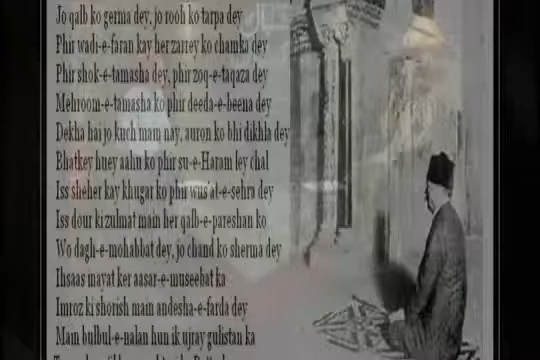 Jo qalb ko germa dey, jo rooh ko tarpa dey
Phir wadi-e-faran kay her zarrey ko chamka dey
Phir shok-e-tamasha dey, phir zoq-e-taqaza dey
Mehroom-e-tamasha ko phir deeda-e-beena dey
Dekha hai jo kuch main nay, auron ko bhi dikhla dey
Bhatkey huey aahu ko phir su-e-Haram ley chal
Iss sheher kay khugar ko phir wus'at-e-sehra dey
Iss dour ki zulmat main her qalb-e-pareshan ko
Wo dagh-e-mohabbat dey, jo chand ko sherma dey
Ihsaas inayat ker aasar-e-museebat ka
Imroz ki shorish main andesha-e-farda dey
Main bulbul-e-nalan hun ik ujray gulistan ka